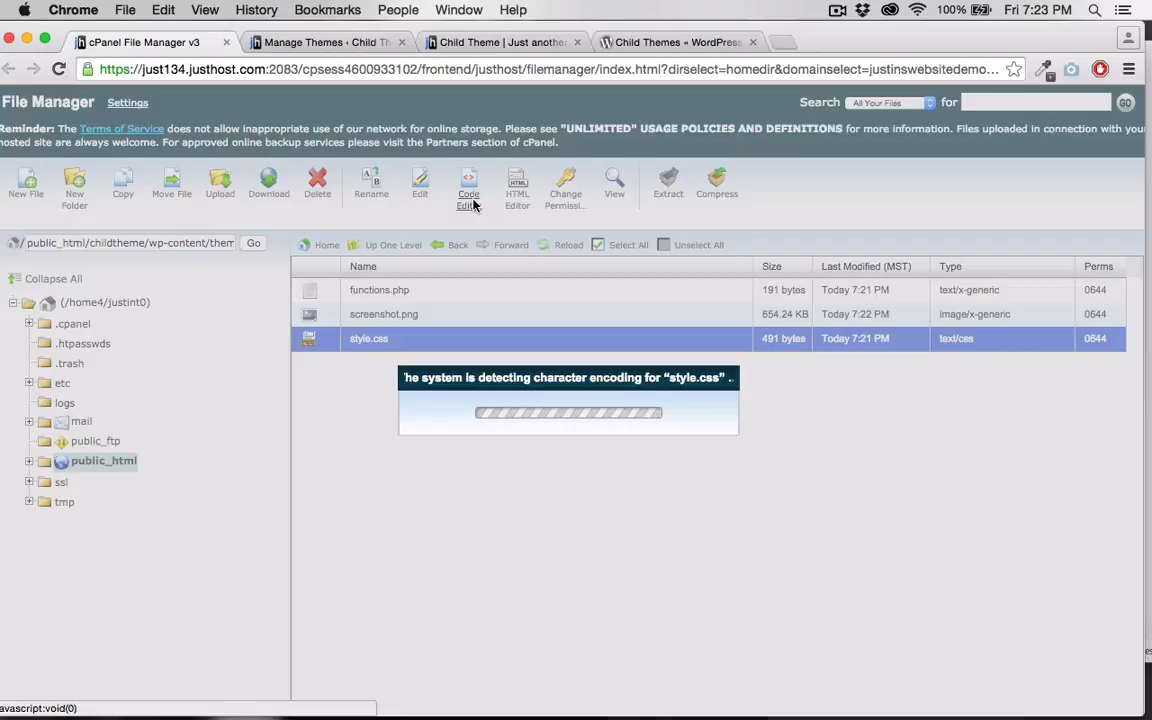 Chrome File Edit View History Bookmarks People Window Help 100% Fri 7:23 PM
cPanel File Manager v3 Manage Themes ‹ Child Th Child Theme | Just another Child Themes « WordPress
https://just134.justhost.com:2083/cpsess4600933102/frontend/justhost/filemanager/index.html?dirselect=homedir&domainselect=justinswebsitedemo...
File Manager Settings Search All Your Files for GO
Reminder: The Terms of Service does not allow inappropriate use of our network for online storage. Please see "UNLIMITED" USAGE POLICIES AND DEFINITIONS for more information. Files uploaded in connection with your
hosted site are always welcome. For approved online backup services please visit the Partners section of cPanel.
New File
New Folder
Copy
Move File
Upload
Download
Delete
Rename
Edit
Code
HTML Editor
Change Permissi...
View
Extract
Compress
/public_html/childtheme/wp-content/them Go
Home Up One Level Back Forward Reload Select All Unselect All
Collapse All
(/home4/justint0)
.cpanel
.htpasswds
.trash
etc
logs
mail
public_ftp
public_html
ssl
tmp
Name Size Last Modified (MST) Type Perms
functions.php 191 bytes Today 7:21 PM text/x-generic 0644
screenshot.png 654.24 KB Today 7:22 PM image/x-generic 0644
style.css 491 bytes Today 7:21 PM text/css 0644
he system is detecting character encoding for “style.css” ..
avascript:void(0)